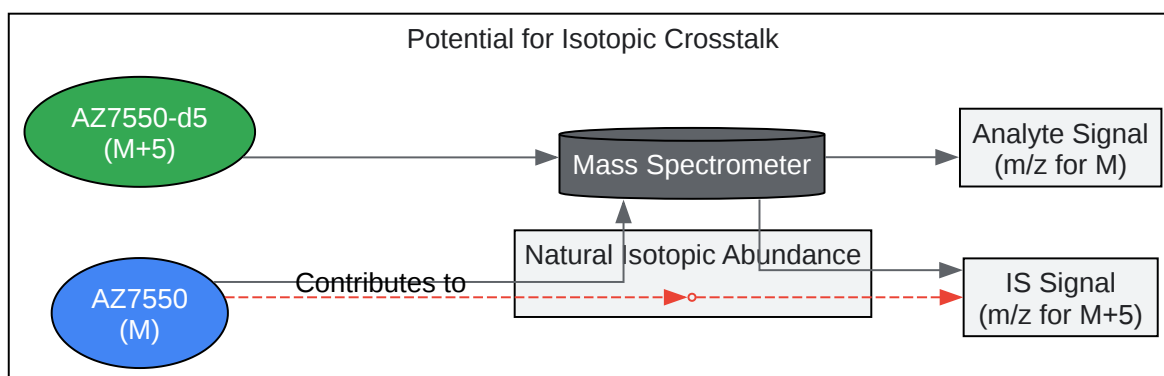 Potential for Isotopic Crosstalk
AZ7550-d5
(M+5)
Mass Spectrometer
Analyte Signal
(m/z for M)
Natural Isotopic Abundance
Contributes to
AZ7550
(M)
IS Signal
(m/z for M+5)